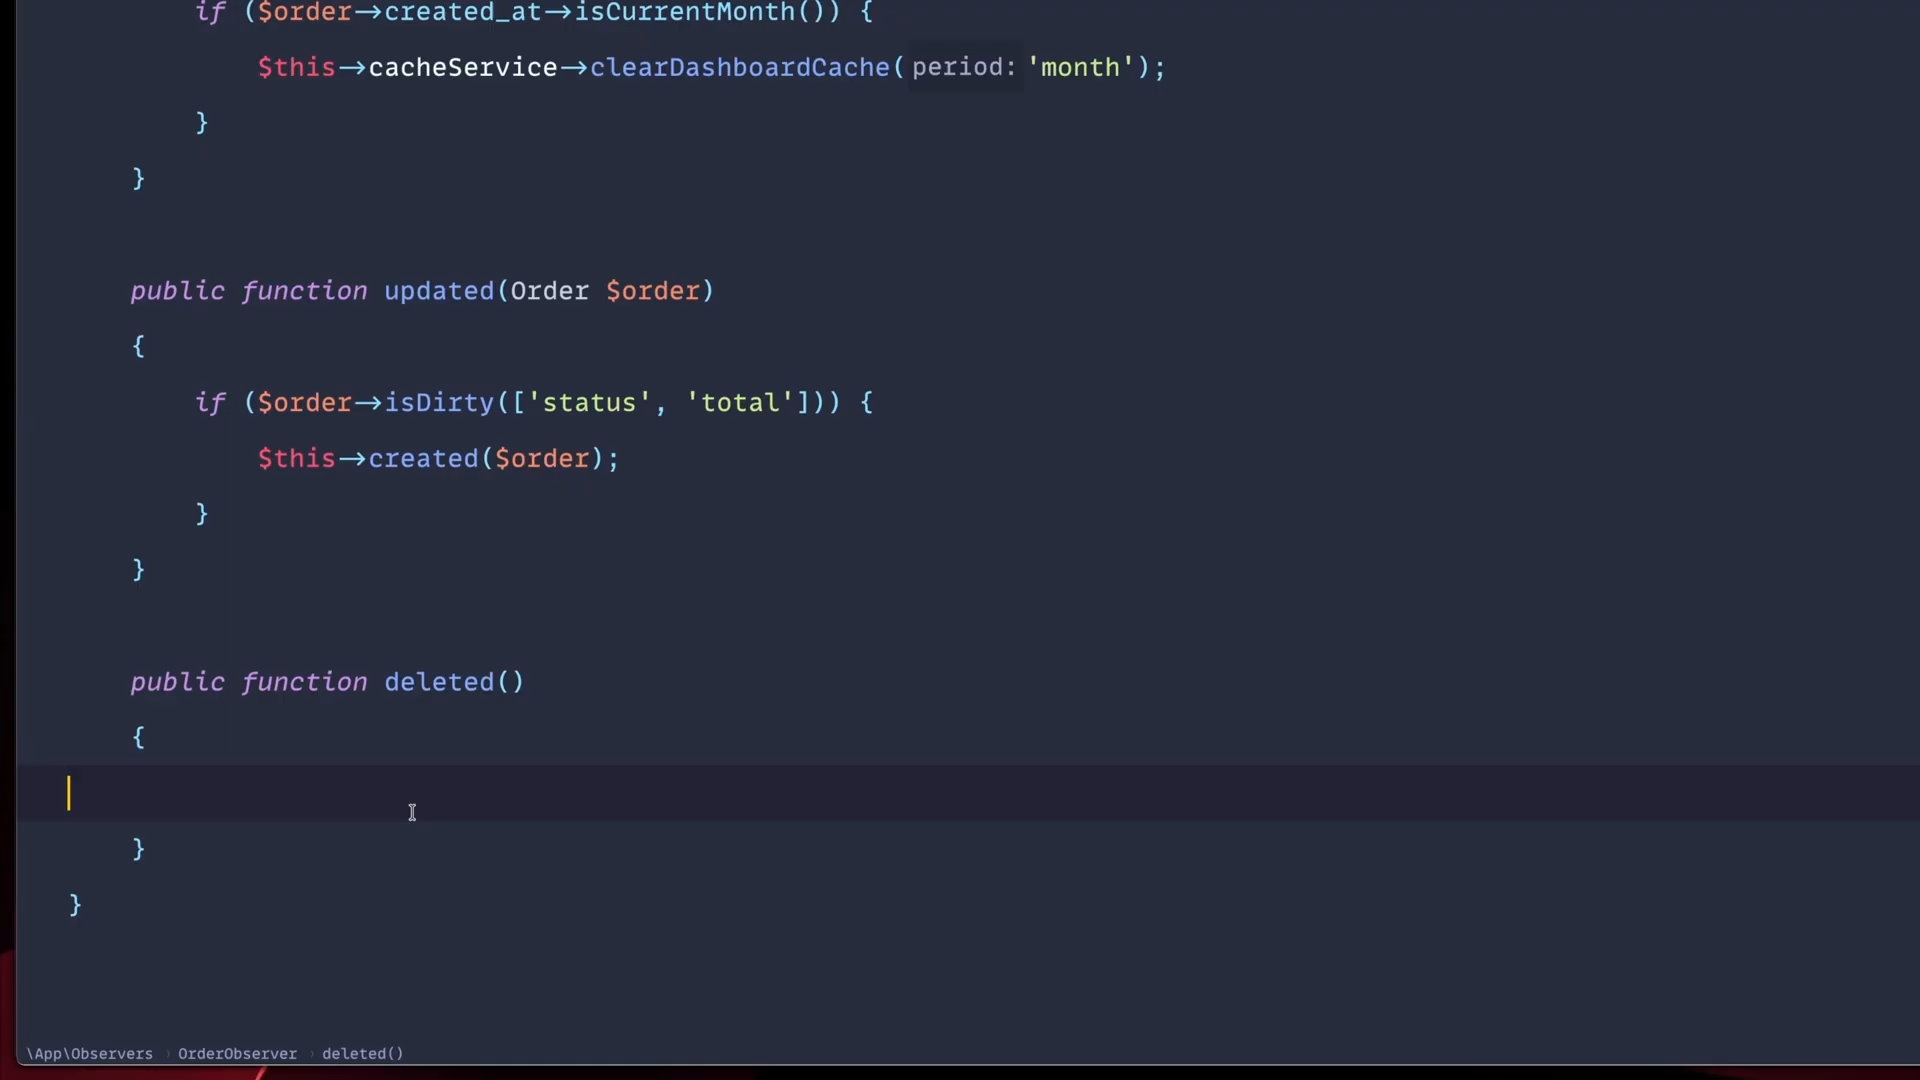 if ($order->created_at->isCurrentMonth()) {
$this->cacheService->clearDashboardCache( period: 'month');
}
}
public function updated(Order $order)
{
if ($order->isDirty(['status', 'total'])) {
$this->created($order);
}
}
public function deleted()
{
}
}
\App\Observers › OrderObserver › deleted()